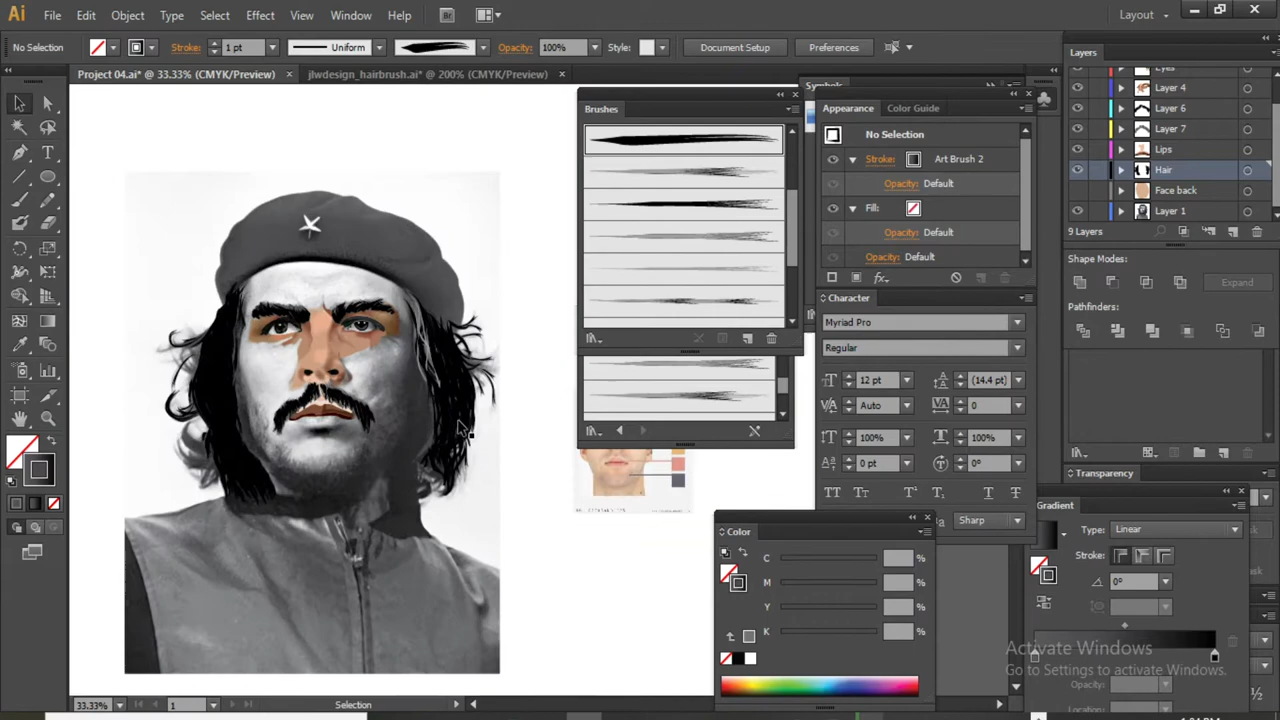 Ai File Edit Object Type Select Effect View Window Help Br Layout
No Selection Stroke: 1 pt Uniform Opacity: 100% Style: Document Setup Preferences
Project 04.ai* @ 33.33% (CMYK/Preview) × jlwdesign_hairbrush.ai* @ 200% (CMYK/Preview) ×
Layers
Eyes
Layer 4
Layer 6
Layer 7
Lips
Hair
Face back
Layer 1
9 Layers
Symbols
Brushes
Appearance Color Guide
No Selection
Stroke: Art Brush 2
Opacity: Default
Fill:
Opacity: Default
Opacity: Default
Character
Myriad Pro
Regular
12 pt (14.4 pt)
Auto 0
100% 100%
0 pt 0°
Sharp
Shape Modes:
Expand
Pathfinders:
Transparency
Gradient
Type: Linear
Stroke:
0°
Opacity:
Location:
Color
C %
M %
Y %
K %
Activate Windows
Go to Settings to activate Windows.
33.33% 1 Selection